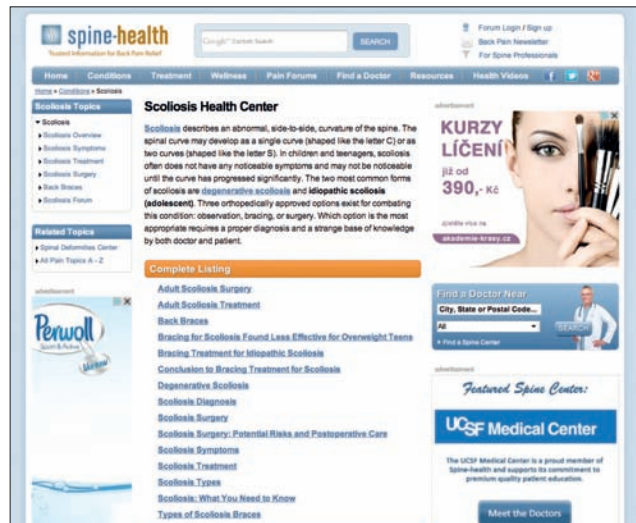 spine-health
Trusted Information for Back Pain Relief
Google™ Custom Search
SEARCH
Forum Login / Sign up
Back Pain Newsletter
For Spine Professionals
Home
Conditions
Treatment
Wellness
Pain Forums
Find a Doctor
Resources
Health Videos
Home » Conditions » Scoliosis
Scoliosis Topics
Scoliosis
Scoliosis Overview
Scoliosis Symptoms
Scoliosis Treatment
Scoliosis Surgery
Back Braces
Scoliosis Forum
Related Topics
Spinal Deformities Center
All Pain Topics A - Z
advertisement
Perwoll
Scoliosis Health Center
Scoliosis describes an abnormal, side-to-side, curvature of the spine. The
spinal curve may develop as a single curve (shaped like the letter C) or as
two curves (shaped like the letter S). In children and teenagers, scoliosis
often does not have any noticeable symptoms and may not be noticeable
until the curve has progressed significantly. The two most common forms
of scoliosis are degenerative scoliosis and idiopathic scoliosis
(adolescent). Three orthopedically approved options exist for combating
this condition: observation, bracing, or surgery. Which option is the most
appropriate requires a proper diagnosis and a strange base of knowledge
by both doctor and patient.
Complete Listing
Adult Scoliosis Surgery
Adult Scoliosis Treatment
Back Braces
Bracing for Scoliosis Found Less Effective for Overweight Teens
Bracing Treatment for Idiopathic Scoliosis
Conclusion to Bracing Treatment for Scoliosis
Degenerative Scoliosis
Scoliosis Diagnosis
Scoliosis Surgery
Scoliosis Surgery: Potential Risks and Postoperative Care
Scoliosis Symptoms
Scoliosis Treatment
Scoliosis Types
Scoliosis: What You Need to Know
Types of Scoliosis Braces
advertisement
KURZY
LÍČENÍ
již od
390,- Kč
zjistěte více na
akademie-krasy.cz
Find a Doctor Near
City, State or Postal Code...
All
SEARCH
Find a Spine Center
advertisement
Featured Spine Center:
UCSF Medical Center
The UCSF Medical Center is a proud member of
Spine-health and supports its commitment to
premium quality patient education.
Meet the Doctors